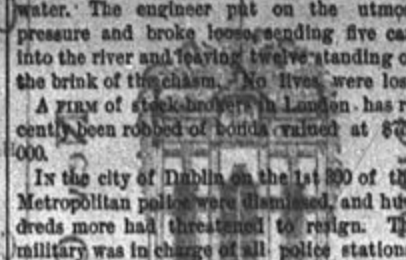 water. The engineer put on the utmo
pressure and broke loose, sending five ca
into the river and leaving twelve standing o
the brink of the chasm. No lives were los
A FIRM of stock-brokers in London has r
cently been robbed of bonds valued at $7
000.
IN the city of Dublin on the 1st 300 of th
Metropolitan police were dismissed, and hu
dreds more had threatened to resign. T
military was in charge of all police station